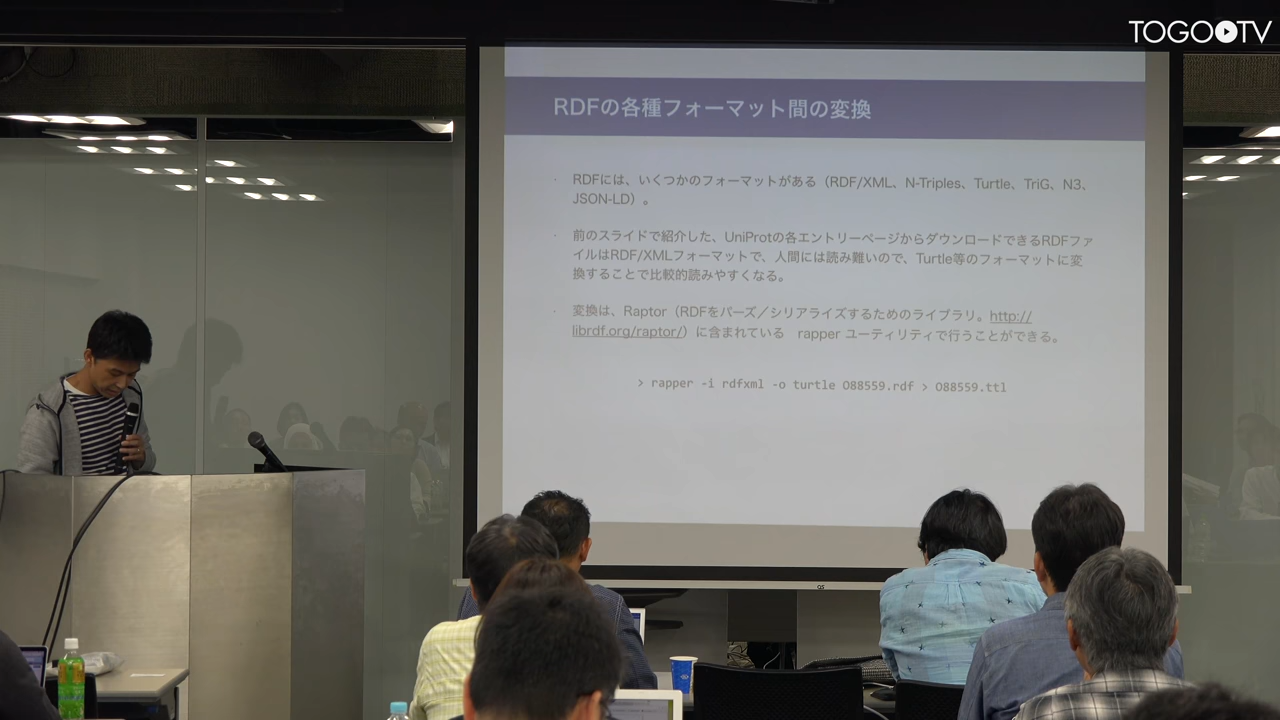 TOGO TV
RDFの各種フォーマット間の変換
RDFには、いくつかのフォーマットがある（RDF/XML、N-Triples、Turtle、TriG、N3、
JSON-LD）。
前のスライドで紹介した、UniProtの各エントリーページからダウンロードできるRDFファ
イルはRDF/XMLフォーマットで、人間には読み難いので、Turtle等のフォーマットに変
換することで比較的読みやすくなる。
変換は、Raptor（RDFをパーズ／シリアライズするためのライブラリ。http://
librdf.org/raptor/）に含まれている rapper ユーティリティで行うことができる。
> rapper -i rdfxml -o turtle O88559.rdf > O88559.ttl
OS